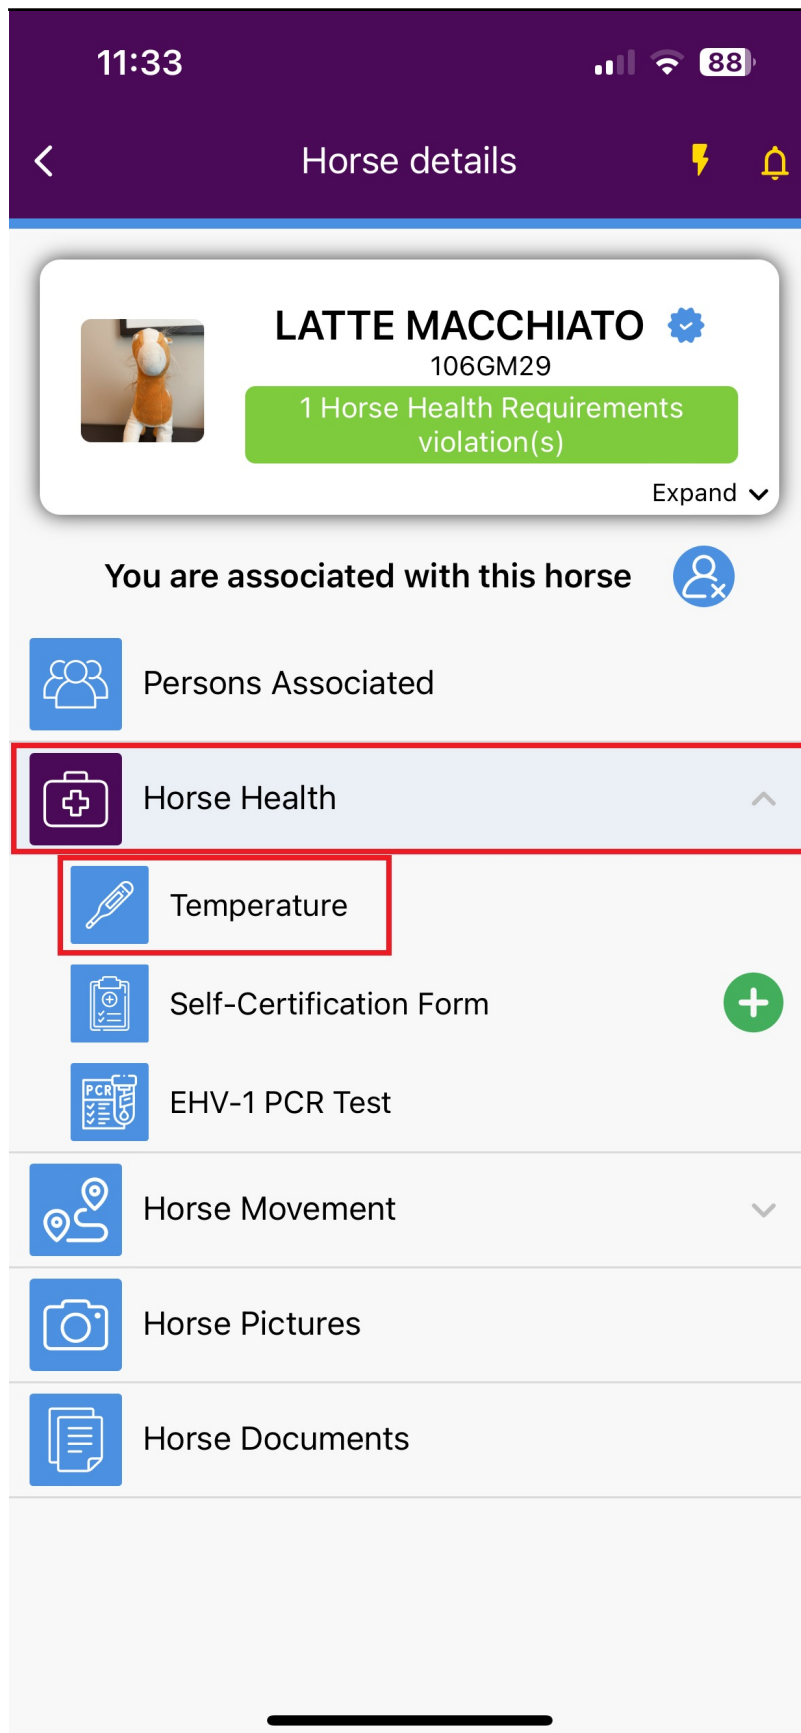 11:33
88
Horse details
LATTE MACCHIATO
106GM29
1 Horse Health Requirements
violation(s)
Expand
You are associated with this horse
Persons Associated
Horse Health
Temperature
Self-Certification Form
PCR
EHV-1 PCR Test
Horse Movement
Horse Pictures
Horse Documents